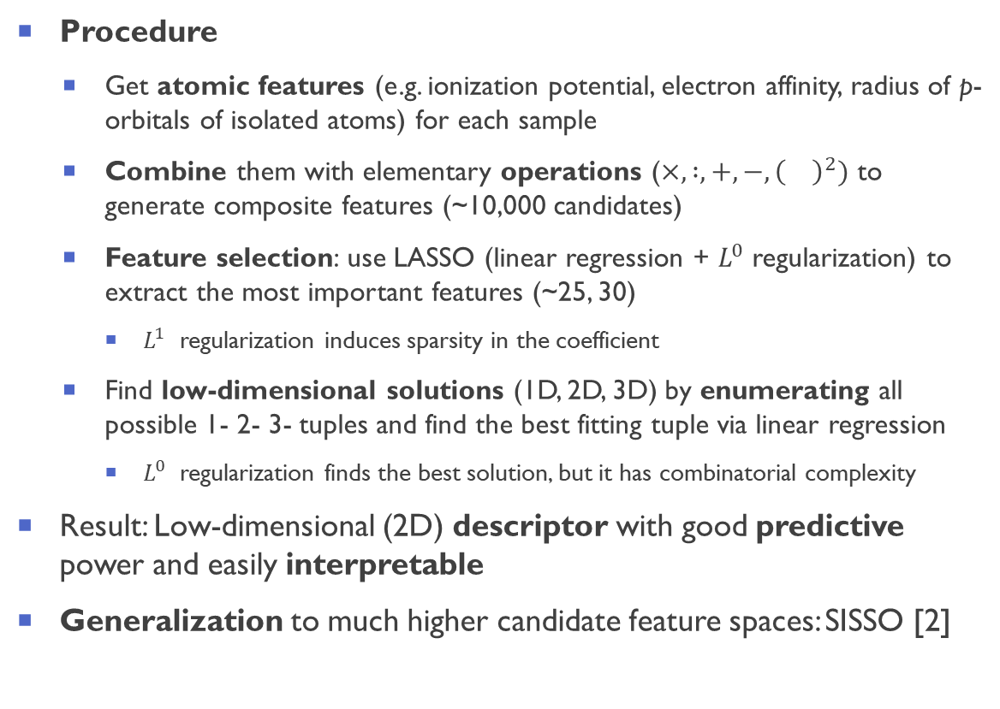 Procedure
Get atomic features (e.g. ionization potential, electron affinity, radius of p-
orbitals of isolated atoms) for each sample
Combine them with elementary operations (×, :, +, −, (   )²) to
generate composite features (~10,000 candidates)
Feature selection: use LASSO (linear regression + L⁰ regularization) to
extract the most important features (~25, 30)
L¹ regularization induces sparsity in the coefficient
Find low-dimensional solutions (1D, 2D, 3D) by enumerating all
possible 1- 2- 3- tuples and find the best fitting tuple via linear regression
L⁰ regularization finds the best solution, but it has combinatorial complexity
Result: Low-dimensional (2D) descriptor with good predictive
power and easily interpretable
Generalization to much higher candidate feature spaces: SISSO [2]